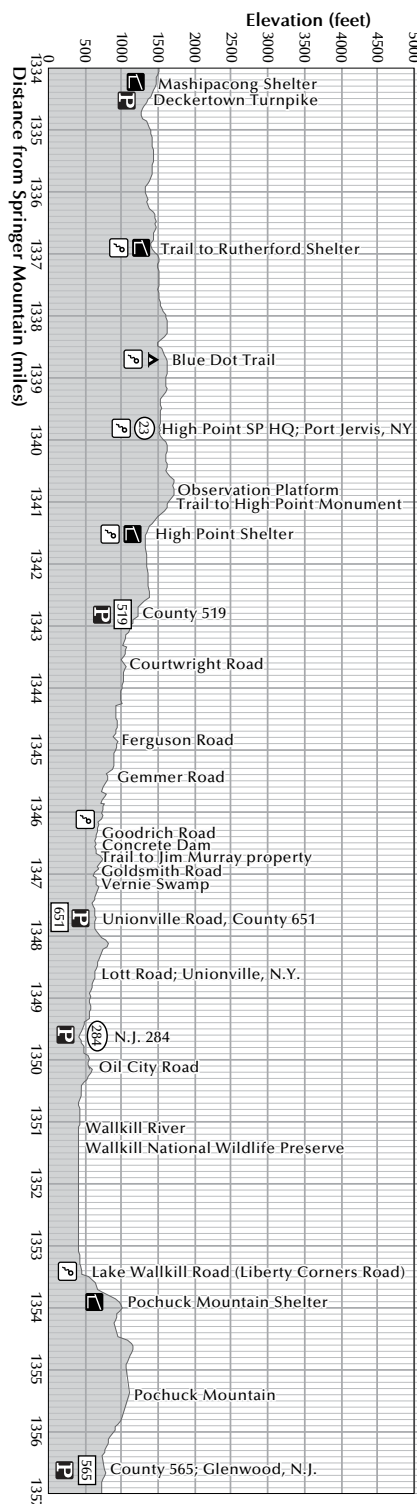 Elevation (feet)
0 500 1000 1500 2000 2500 3000 3500 4000 4500 500
Distance from Springer Mountain (miles)
1334
Mashipacong Shelter
P Deckertown Turnpike
1335
1336
1337
Trail to Rutherford Shelter
1338
Blue Dot Trail
1339
23 High Point SP HQ; Port Jervis, NY
1340
Observation Platform
1341
Trail to High Point Monument
High Point Shelter
1342
P 519 County 519
1343
Courtwright Road
1344
Ferguson Road
1345
Gemmer Road
1346
Goodrich Road
Concrete Dam
Trail to Jim Murray property
Goldsmith Road
1347
Vernie Swamp
651 P Unionville Road, County 651
1348
Lott Road; Unionville, N.Y.
1349
P 284 N.J. 284
1350
Oil City Road
1351
Wallkill River
Wallkill National Wildlife Preserve
1352
1353
Lake Wallkill Road (Liberty Corners Road)
Pochuck Mountain Shelter
1354
1355
Pochuck Mountain
1356
P 565 County 565; Glenwood, N.J.